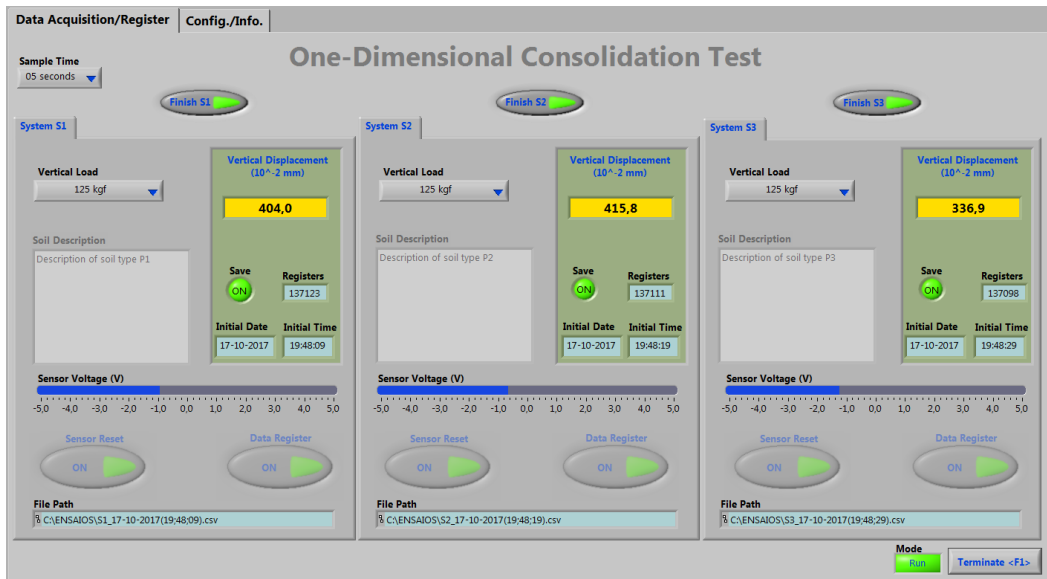 Data Acquisition/Register
Config./Info.
One-Dimensional Consolidation Test
Sample Time
05 seconds
Finish S1
Finish S2
Finish S3
System S1
Vertical Load
125 kgf
Vertical Displacement
(10^-2 mm)
404,0
Soil Description
Description of soil type P1
Save
ON
Registers
137123
Initial Date
Initial Time
17-10-2017
19:48:09
Sensor Voltage (V)
-5,0 -4,0 -3,0 -2,0 -1,0 0,0 1,0 2,0 3,0 4,0 5,0
Sensor Reset
Data Register
ON
ON
File Path
C:\ENSAIOS\S1_17-10-2017(19;48;09).csv
System S2
Vertical Load
125 kgf
Vertical Displacement
(10^-2 mm)
415,8
Soil Description
Description of soil type P2
Save
ON
Registers
137111
Initial Date
Initial Time
17-10-2017
19:48:19
Sensor Voltage (V)
-5,0 -4,0 -3,0 -2,0 -1,0 0,0 1,0 2,0 3,0 4,0 5,0
Sensor Reset
Data Register
ON
ON
File Path
C:\ENSAIOS\S2_17-10-2017(19;48;19).csv
System S3
Vertical Load
125 kgf
Vertical Displacement
(10^-2 mm)
336,9
Soil Description
Description of soil type P3
Save
ON
Registers
137098
Initial Date
Initial Time
17-10-2017
19:48:29
Sensor Voltage (V)
-5,0 -4,0 -3,0 -2,0 -1,0 0,0 1,0 2,0 3,0 4,0 5,0
Sensor Reset
Data Register
ON
ON
File Path
C:\ENSAIOS\S3_17-10-2017(19;48;29).csv
Mode
Run
Terminate <F1>